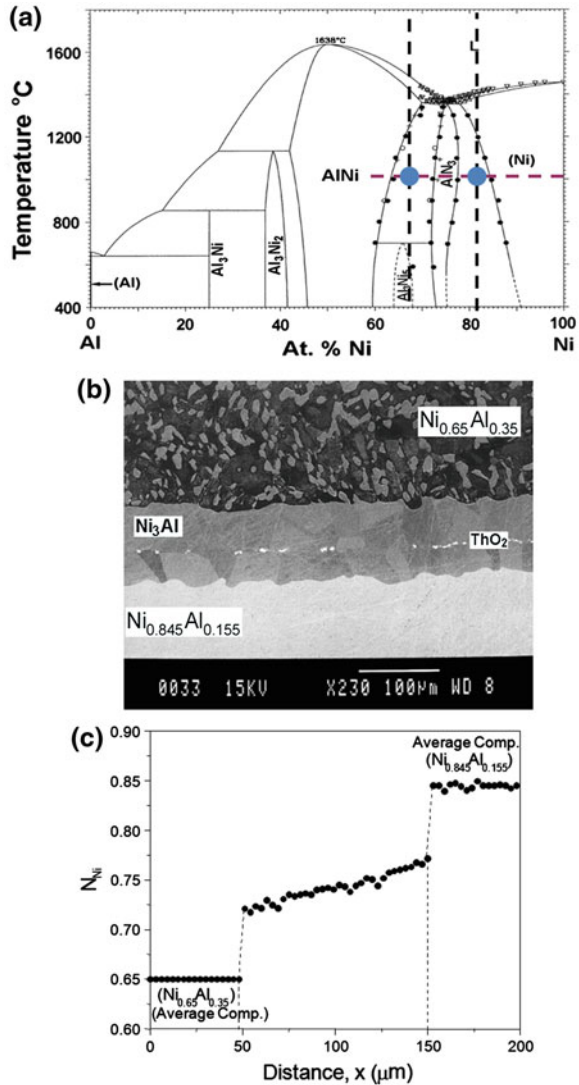 (a)
1600
1200
800
400
Temperature °C
1638°C
L
AlNi
AlNi₃
(Ni)
Al₃Ni
Al₃Ni₂
(Al)
0
20
40
60
80
100
Al
At. % Ni
Ni
(b)
Ni0.65Al0.35
Ni₃Al
ThO₂
Ni0.845Al0.155
0033 15KV X230 100μm WD 8
(c)
Average Comp.
(Ni0.845Al0.155)
0.85
0.80
0.75
0.70
0.65
0.60
NNi
(Ni0.65Al0.35)
(Average Comp.)
0
50
100
150
200
Distance, x (μm)